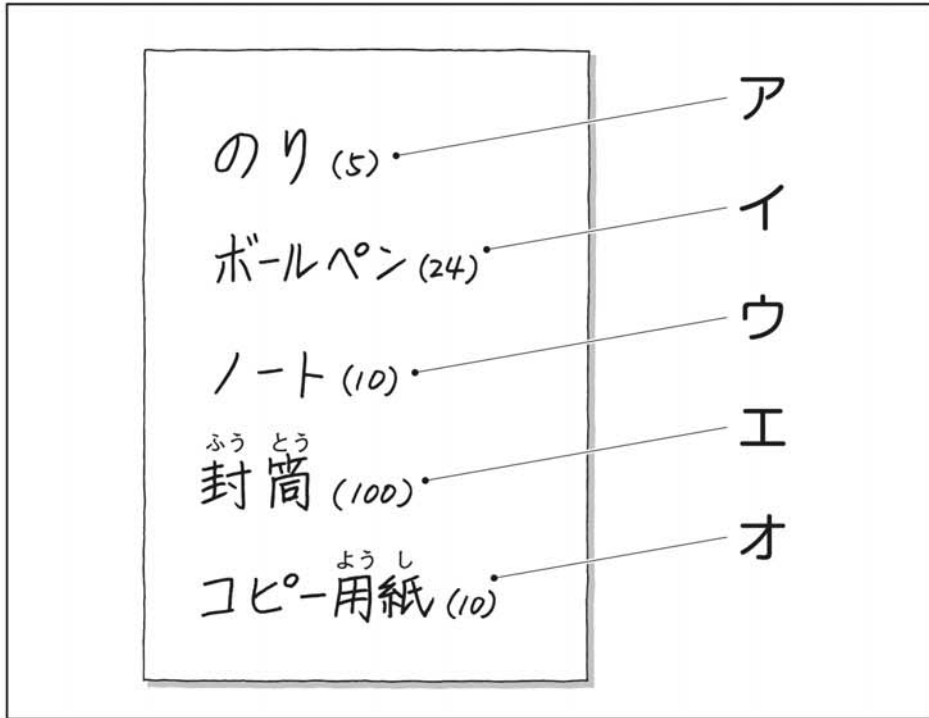 のり(5)
ア
ボールペン(24)
イ
ノート(10)
ウ
ふうとう
封筒(100)
エ
ようし
コピー用紙(10)
オ